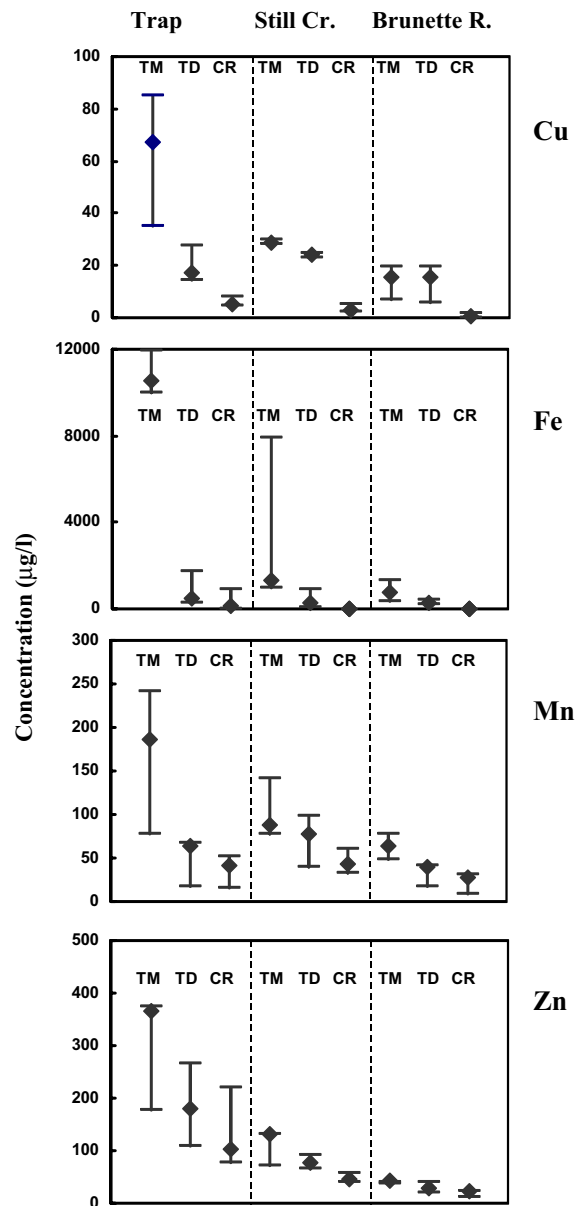 Trap Still Cr. Brunette R.
100
80
60
40
20
0
TM TD CR TM TD CR TM TD CR
Cu
12000
8000
4000
0
TM TD CR TM TD CR TM TD CR
Fe
Concentration (µg/l)
300
250
200
150
100
50
0
TM TD CR TM TD CR TM TD CR
Mn
500
400
300
200
100
0
TM TD CR TM TD CR TM TD CR
Zn